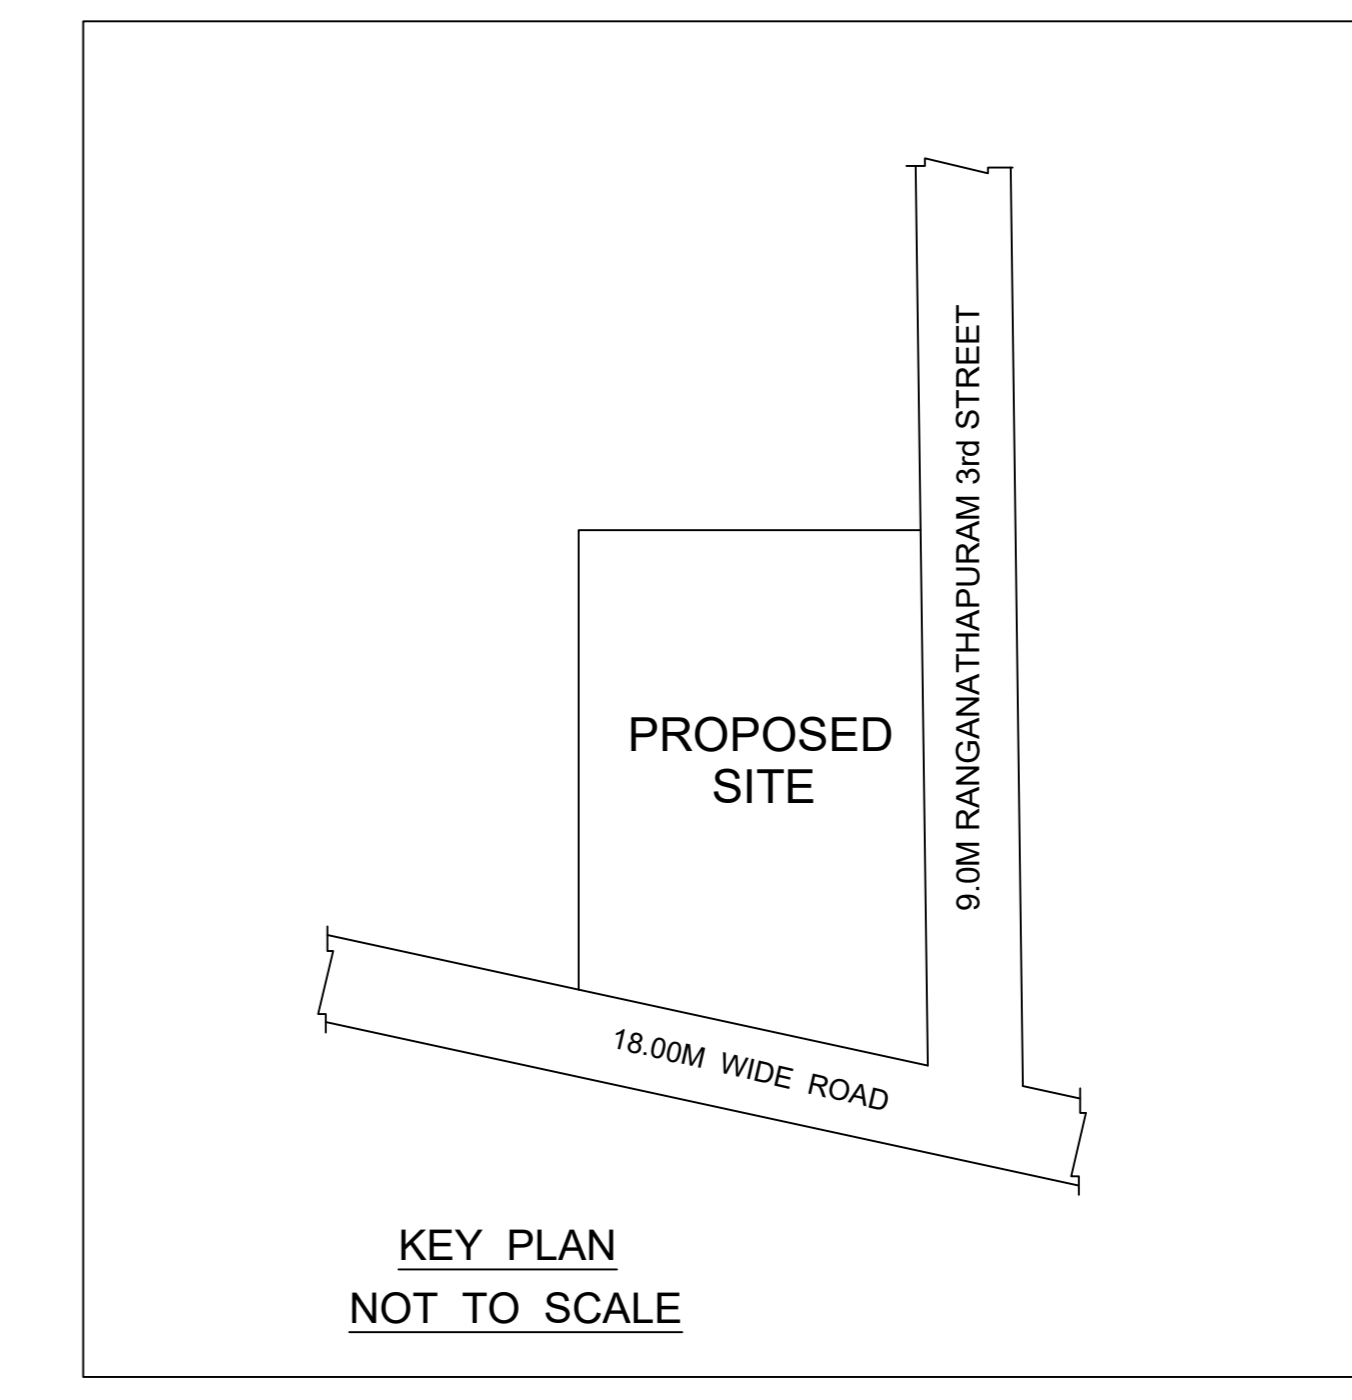 9.0M RANGANATHAPURAM 3rd STREET
PROPOSED
SITE
18.00M WIDE ROAD
KEY PLAN
NOT TO SCALE